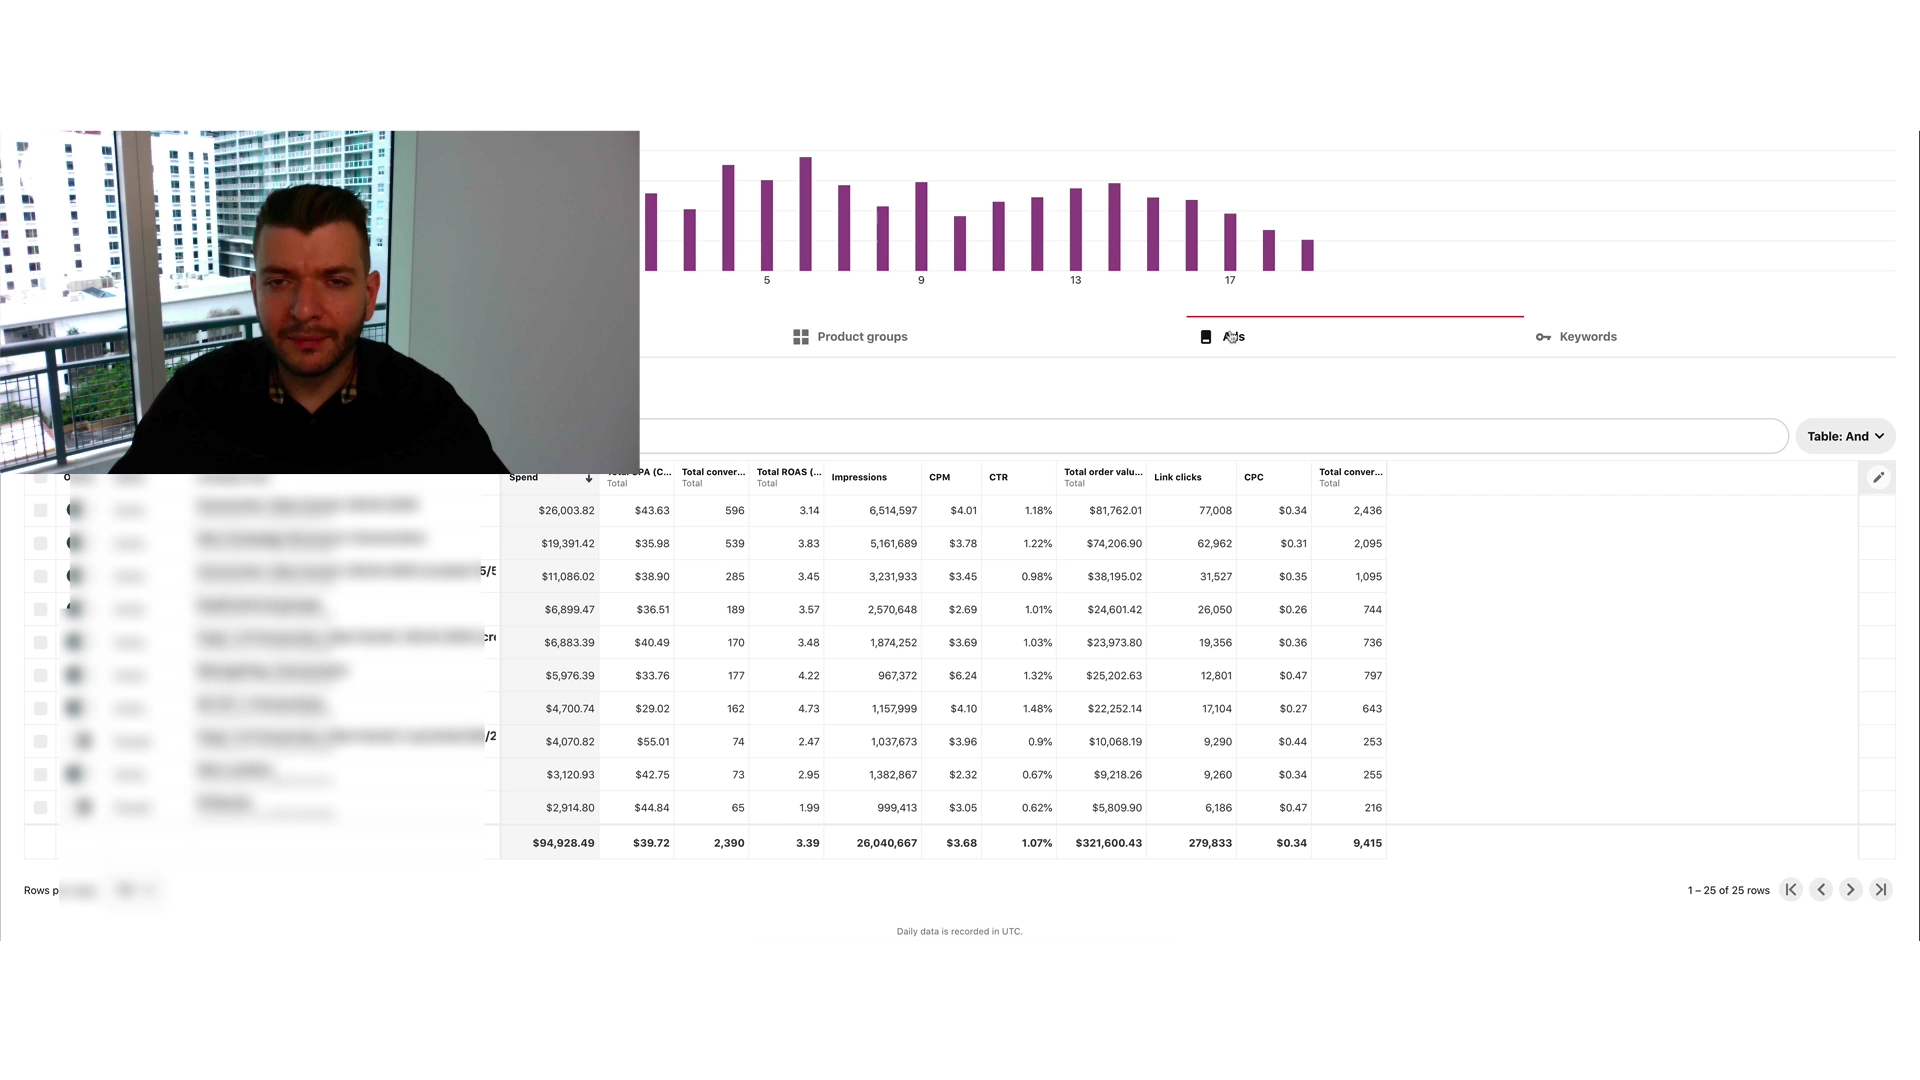 5 9 13 17
Product groups Ads Keywords
Table: And
Spend Total CPA (C... Total conver... Total ROAS (... Impressions CPM CTR Total order valu... Link clicks CPC Total conver...
Total Total Total Total Total
$26,003.82 $43.63 596 3.14 6,514,597 $4.01 1.18% $81,762.01 77,008 $0.34 2,436
$19,391.42 $35.98 539 3.83 5,161,689 $3.78 1.22% $74,206.90 62,962 $0.31 2,095
5/5 $11,086.02 $38.90 285 3.45 3,231,933 $3.45 0.98% $38,195.02 31,527 $0.35 1,095
$6,899.47 $36.51 189 3.57 2,570,648 $2.69 1.01% $24,601.42 26,050 $0.26 744
cre $6,883.39 $40.49 170 3.48 1,874,252 $3.69 1.03% $23,973.80 19,356 $0.36 736
$5,976.39 $33.76 177 4.22 967,372 $6.24 1.32% $25,202.63 12,801 $0.47 797
$4,700.74 $29.02 162 4.73 1,157,999 $4.10 1.48% $22,252.14 17,104 $0.27 643
/2 $4,070.82 $55.01 74 2.47 1,037,673 $3.96 0.9% $10,068.19 9,290 $0.44 253
$3,120.93 $42.75 73 2.95 1,382,867 $2.32 0.67% $9,218.26 9,260 $0.34 255
$2,914.80 $44.84 65 1.99 999,413 $3.05 0.62% $5,809.90 6,186 $0.47 216
$94,928.49 $39.72 2,390 3.39 26,040,667 $3.68 1.07% $321,600.43 279,833 $0.34 9,415
Rows p 1 – 25 of 25 rows
Daily data is recorded in UTC.